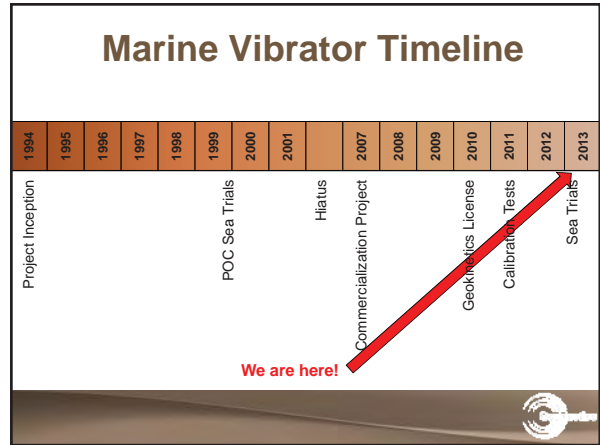 Marine Vibrator Timeline
1994
1995
1996
1997
1998
1999
2000
2001
2007
2008
2009
2010
2011
2012
2013
Project Inception
POC Sea Trials
Hiatus
Commercialization Project
Geokinetics License
Calibration Tests
Sea Trials
We are here!